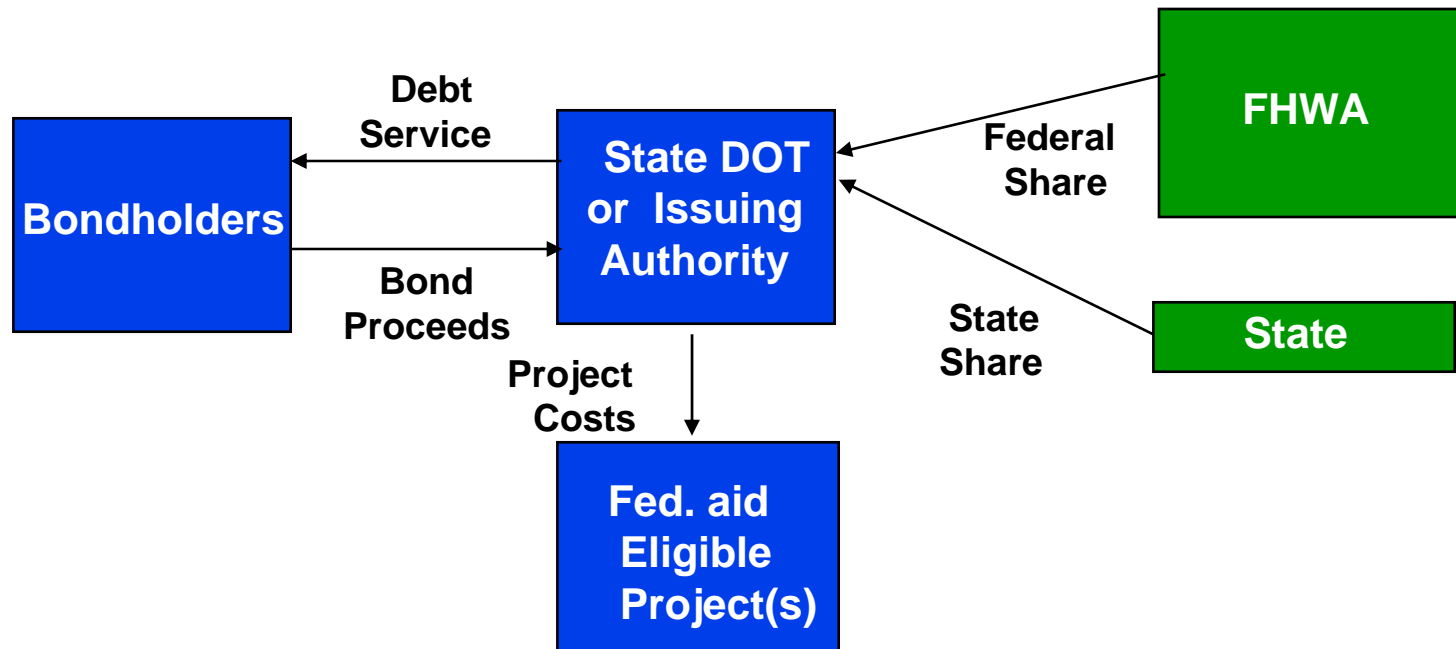 Debt
Service
Bondholders
Bond
Proceeds
State DOT
or Issuing
Authority
Federal
Share
FHWA
State
Share
State
Project
Costs
Fed. aid
Eligible
Project(s)